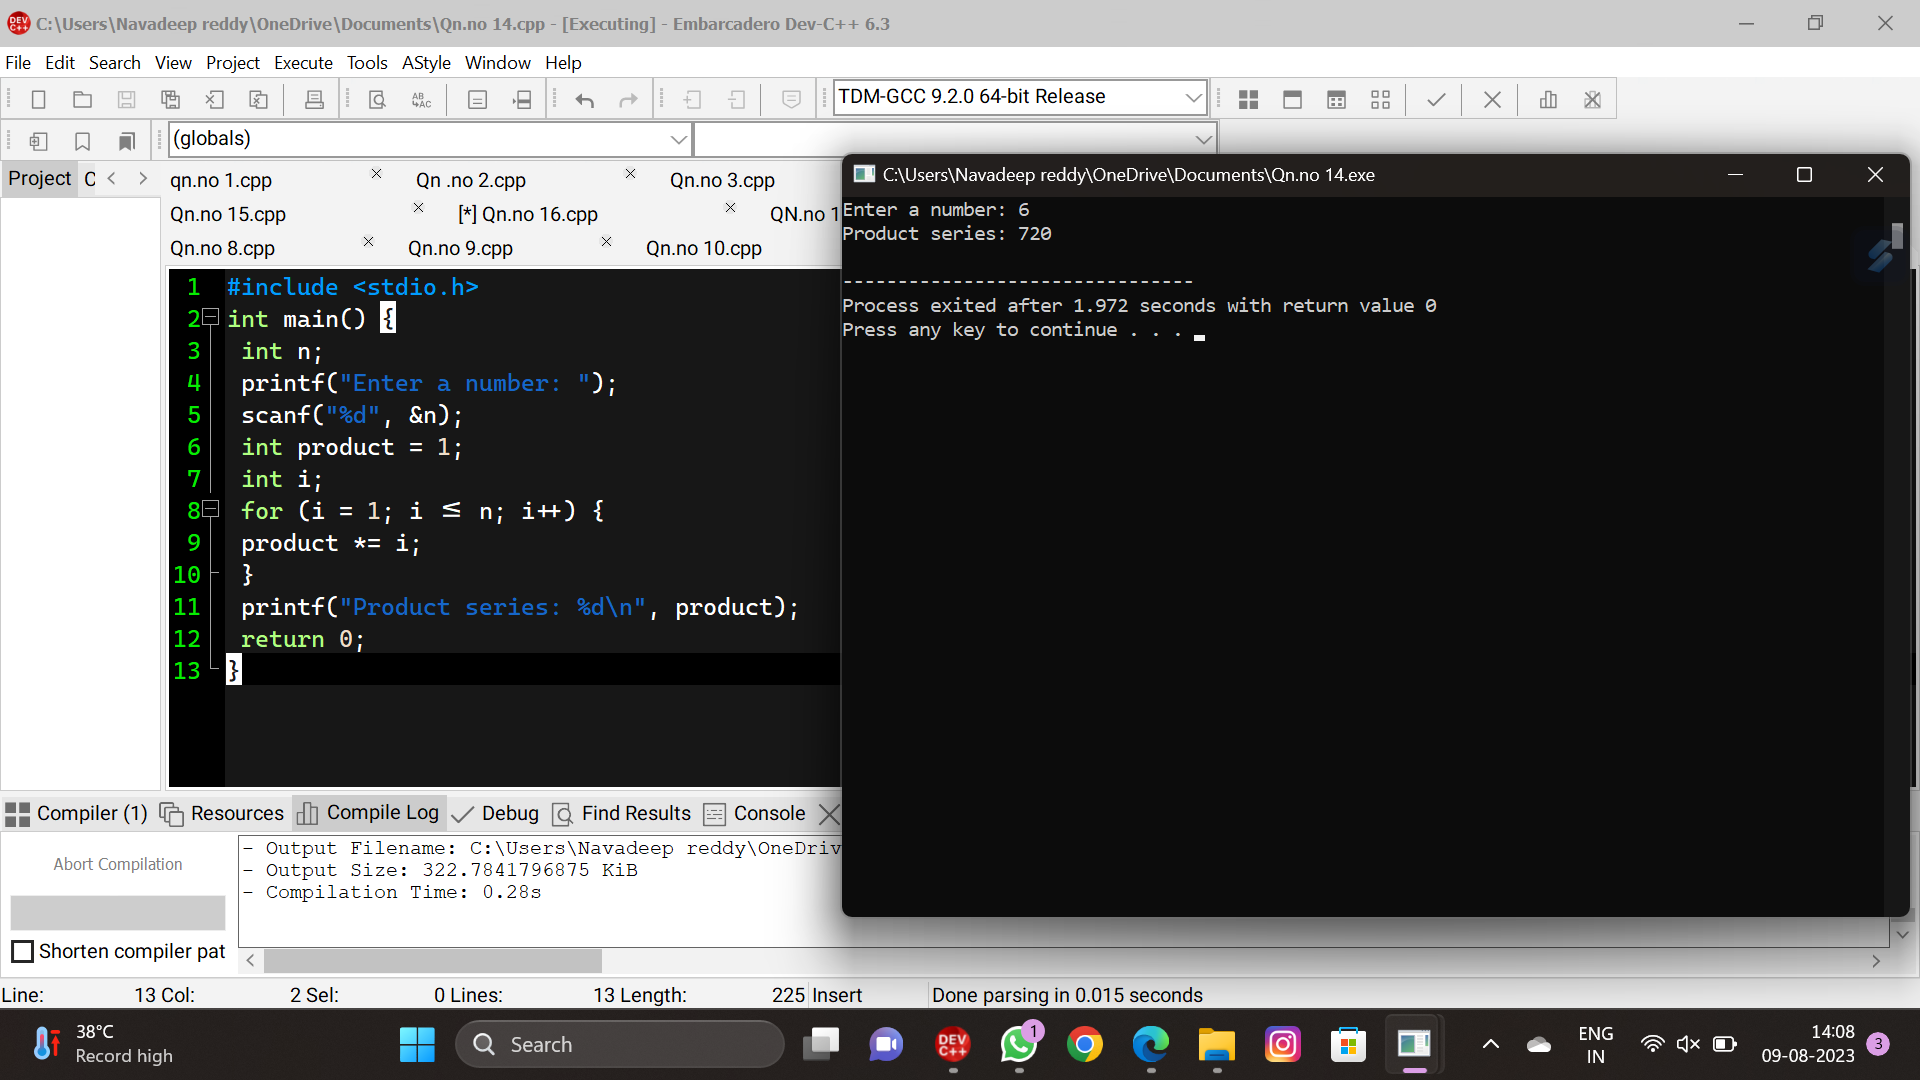 C:\Users\Navadeep reddy\OneDrive\Documents\Qn.no 14.cpp - [Executing] - Embarcadero Dev-C++ 6.3
File Edit Search View Project Execute Tools AStyle Window Help
TDM-GCC 9.2.0 64-bit Release
(globals)
Project
qn.no 1.cpp Qn .no 2.cpp Qn.no 3.cpp
Qn.no 15.cpp [*] Qn.no 16.cpp QN.no 1
Qn.no 8.cpp Qn.no 9.cpp Qn.no 10.cpp
1 #include <stdio.h>
2 int main() {
3 int n;
4 printf("Enter a number: ");
5 scanf("%d", &n);
6 int product = 1;
7 int i;
8 for (i = 1; i ≤ n; i++) {
9 product *= i;
10 }
11 printf("Product series: %d\n", product);
12 return 0;
13 }
C:\Users\Navadeep reddy\OneDrive\Documents\Qn.no 14.exe
Enter a number: 6
Product series: 720
--------------------------------
Process exited after 1.972 seconds with return value 0
Press any key to continue . . .
Compiler (1) Resources Compile Log Debug Find Results Console
Abort Compilation
Shorten compiler pat
- Output Filename: C:\Users\Navadeep reddy\OneDriv
- Output Size: 322.7841796875 KiB
- Compilation Time: 0.28s
Line: 13 Col: 2 Sel: 0 Lines: 13 Length: 225 Insert Done parsing in 0.015 seconds
38°C
Record high
Search
DEV C++
1
ENG
IN
14:08
09-08-2023
3